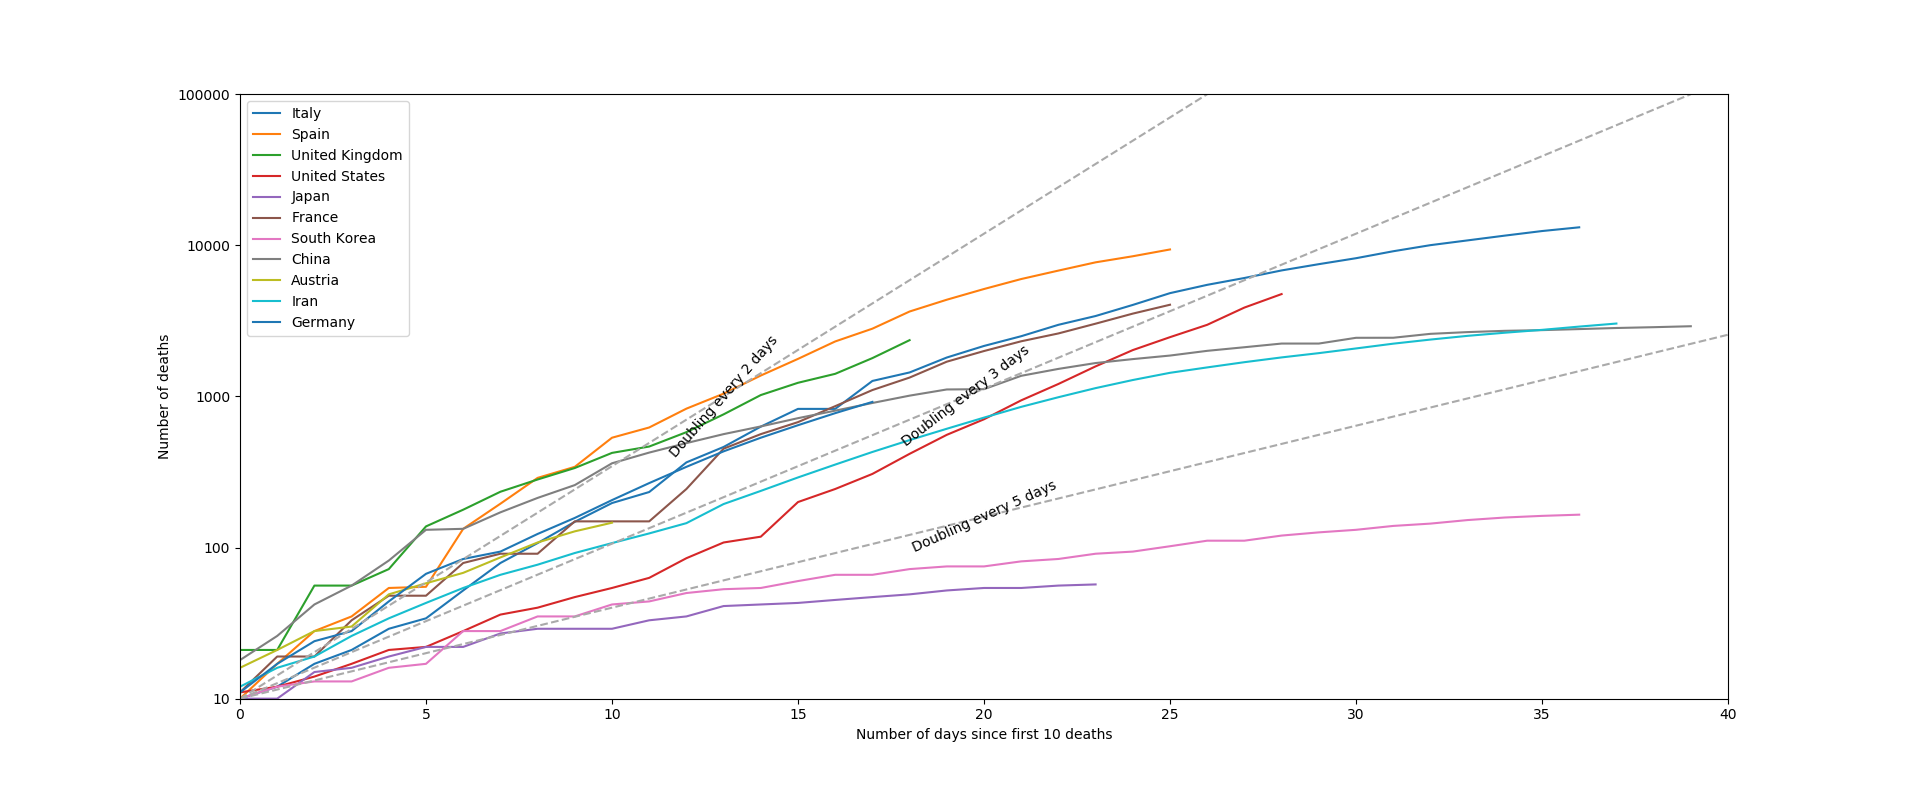 100000
10000
1000
100
10
Number of deaths
Italy
Spain
United Kingdom
United States
Japan
France
South Korea
China
Austria
Iran
Germany
Doubling every 2 days
Doubling every 3 days
Doubling every 5 days
0 5 10 15 20 25 30 35 40
Number of days since first 10 deaths